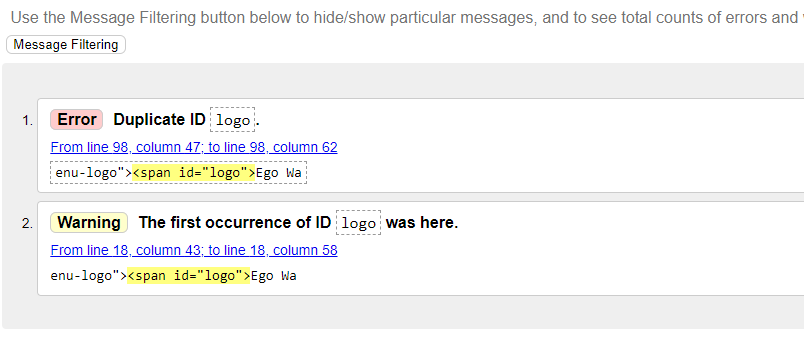 Use the Message Filtering button below to hide/show particular messages, and to see total counts of errors and
Message Filtering
1. Error Duplicate ID logo.
From line 98, column 47; to line 98, column 62
enu-logo"><span id="logo">Ego Wa
2. Warning The first occurrence of ID logo was here.
From line 18, column 43; to line 18, column 58
enu-logo"><span id="logo">Ego Wa